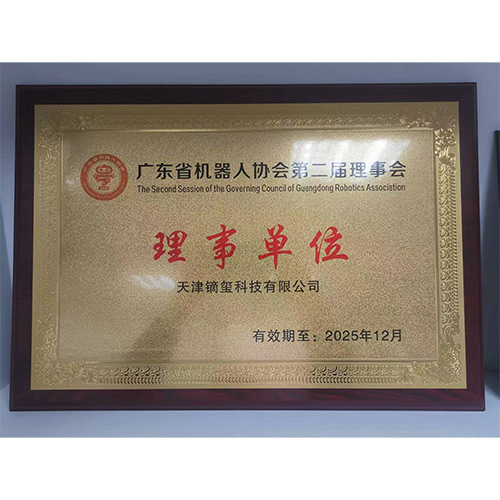 广东省机器人协会第二届理事会
The Second Session of the Governing Council of Guangdong Robotics Association
理事单位
天津镝玺科技有限公司
有效期至：2025年12月